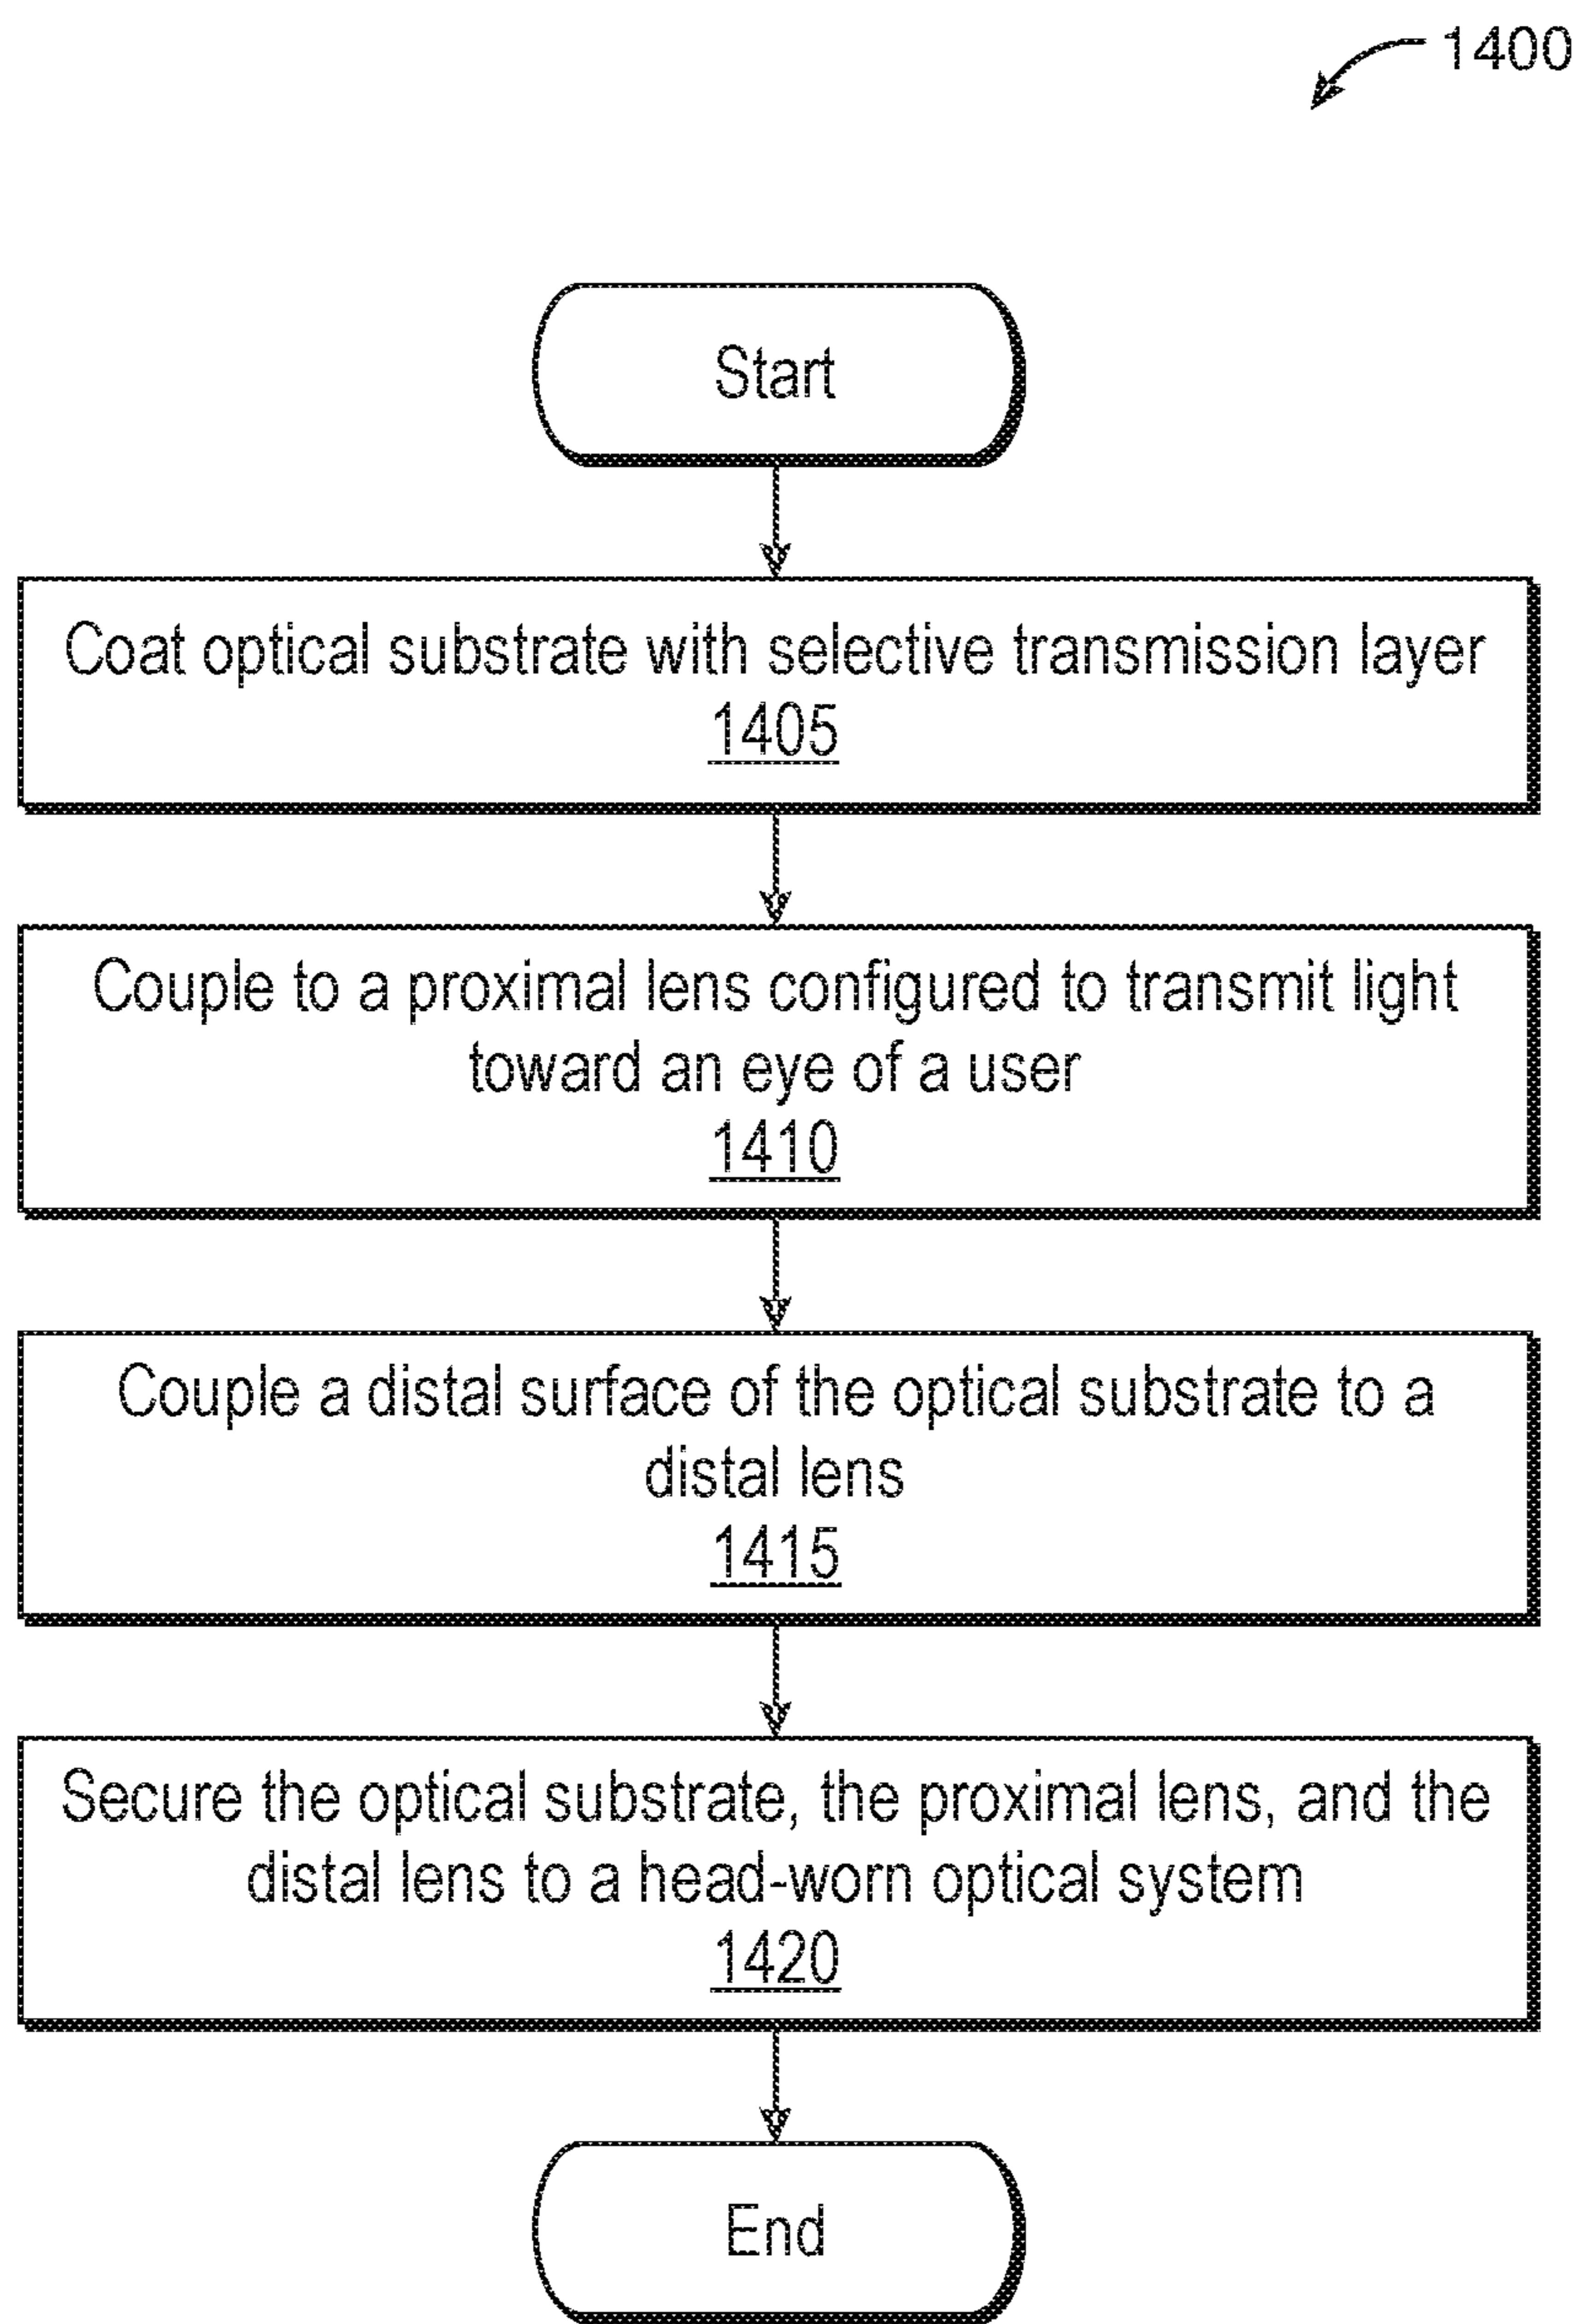 1400
Start
Coat optical substrate with selective transmission layer
1405
Couple to a proximal lens configured to transmit light
toward an eye of a user
1410
Couple a distal surface of the optical substrate to a
distal lens
1415
Secure the optical substrate, the proximal lens, and the
distal lens to a head-worn optical system
1420
End